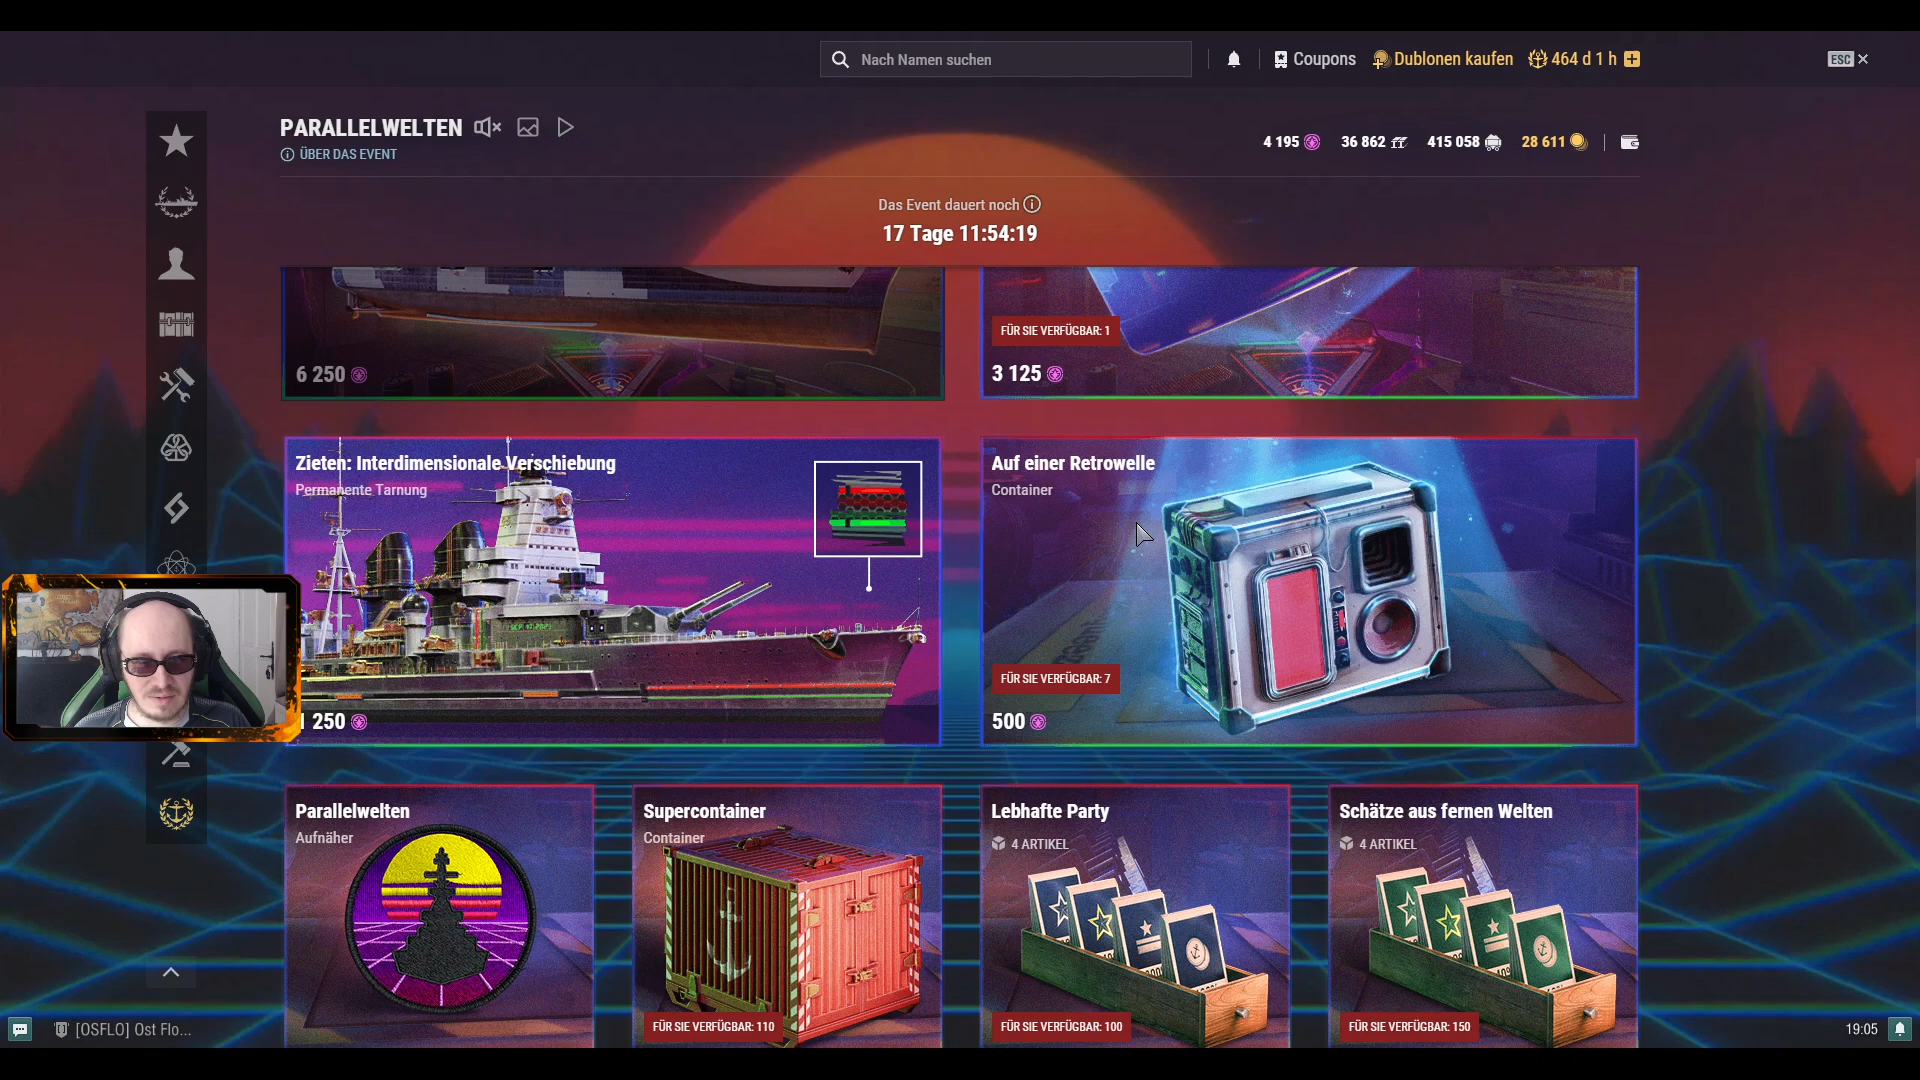 Nach Namen suchen
Coupons
Dublonen kaufen
464 d 1 h
ESC
PARALLELWELTEN
ÜBER DAS EVENT
4 195
36 862
415 058
28 611
Das Event dauert noch
17 Tage 11:54:19
6 250
FÜR SIE VERFÜGBAR: 1
3 125
Zieten: Interdimensionale Verschiebung
Permanente Tarnung
1 250
Auf einer Retrowelle
Container
FÜR SIE VERFÜGBAR: 7
500
Parallelwelten
Aufnäher
Supercontainer
Container
FÜR SIE VERFÜGBAR: 110
Lebhafte Party
4 ARTIKEL
FÜR SIE VERFÜGBAR: 100
Schätze aus fernen Welten
4 ARTIKEL
FÜR SIE VERFÜGBAR: 150
[OSFLO] Ost Flo...
19:05